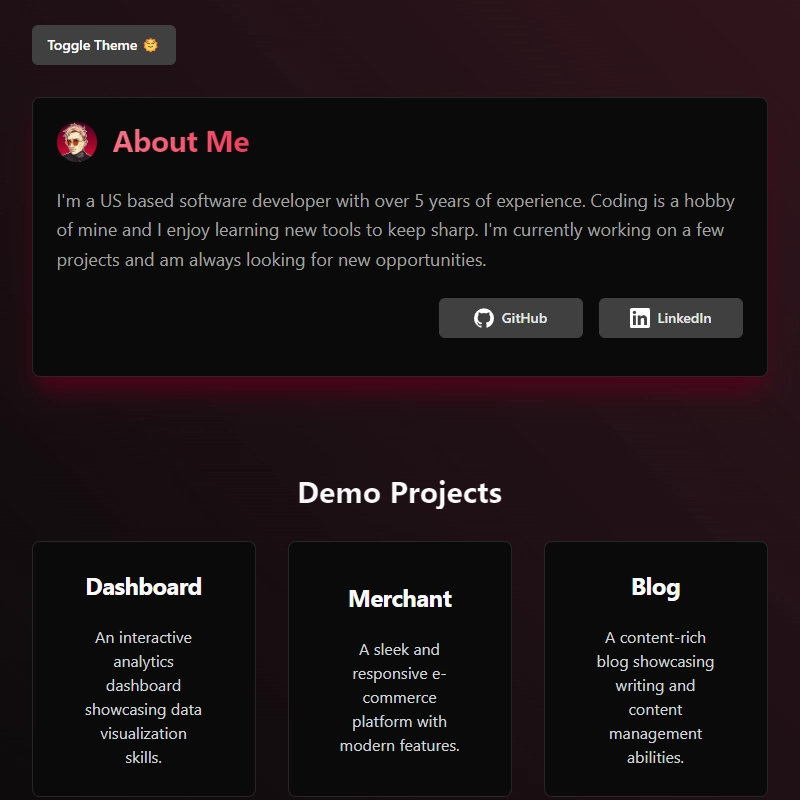 Toggle Theme 🌞
About Me
I'm a US based software developer with over 5 years of experience. Coding is a hobby
of mine and I enjoy learning new tools to keep sharp. I'm currently working on a few
projects and am always looking for new opportunities.
GitHub
LinkedIn
Demo Projects
Dashboard
An interactive
analytics
dashboard
showcasing data
visualization
skills.
Merchant
A sleek and
responsive e-
commerce
platform with
modern features.
Blog
A content-rich
blog showcasing
writing and
content
management
abilities.